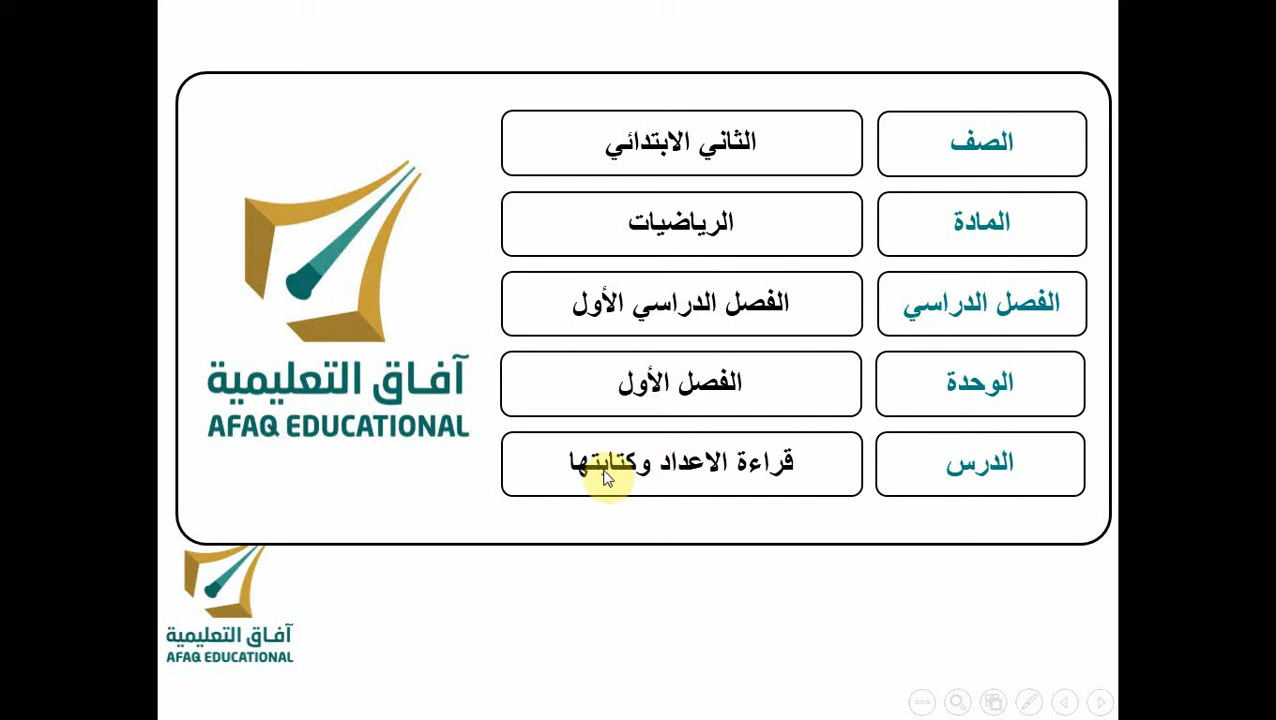 الصف الثاني الابتدائي
المادة الرياضيات
الفصل الدراسي الفصل الدراسي الأول
الوحدة الفصل الأول
الدرس قراءة الاعداد وكتابتها
آفاق التعليمية
AFAQ EDUCATIONAL
آفاق التعليمية
AFAQ EDUCATIONAL